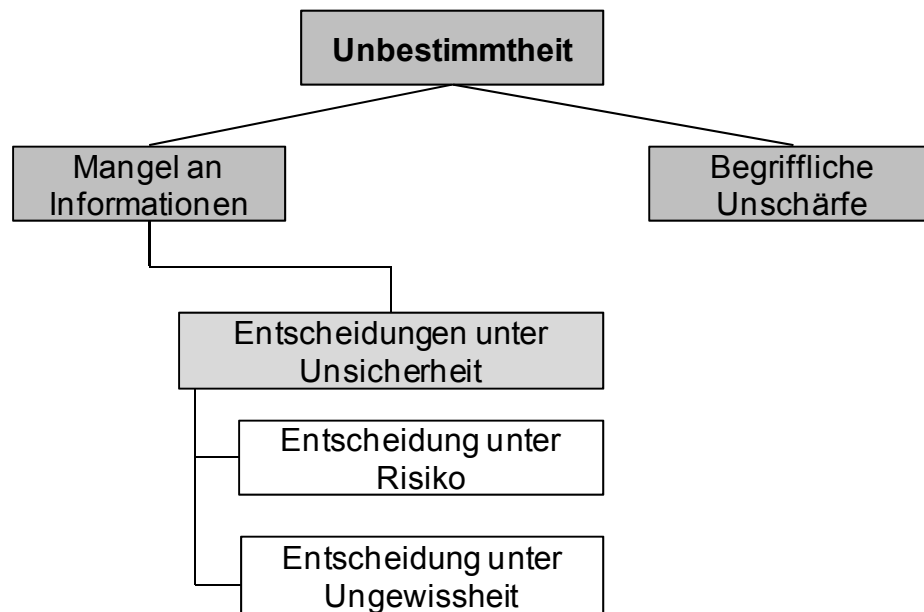 Unbestimmtheit
Mangel an
Informationen
Begriffliche
Unschärfe
Entscheidungen unter
Unsicherheit
Entscheidung unter
Risiko
Entscheidung unter
Ungewissheit